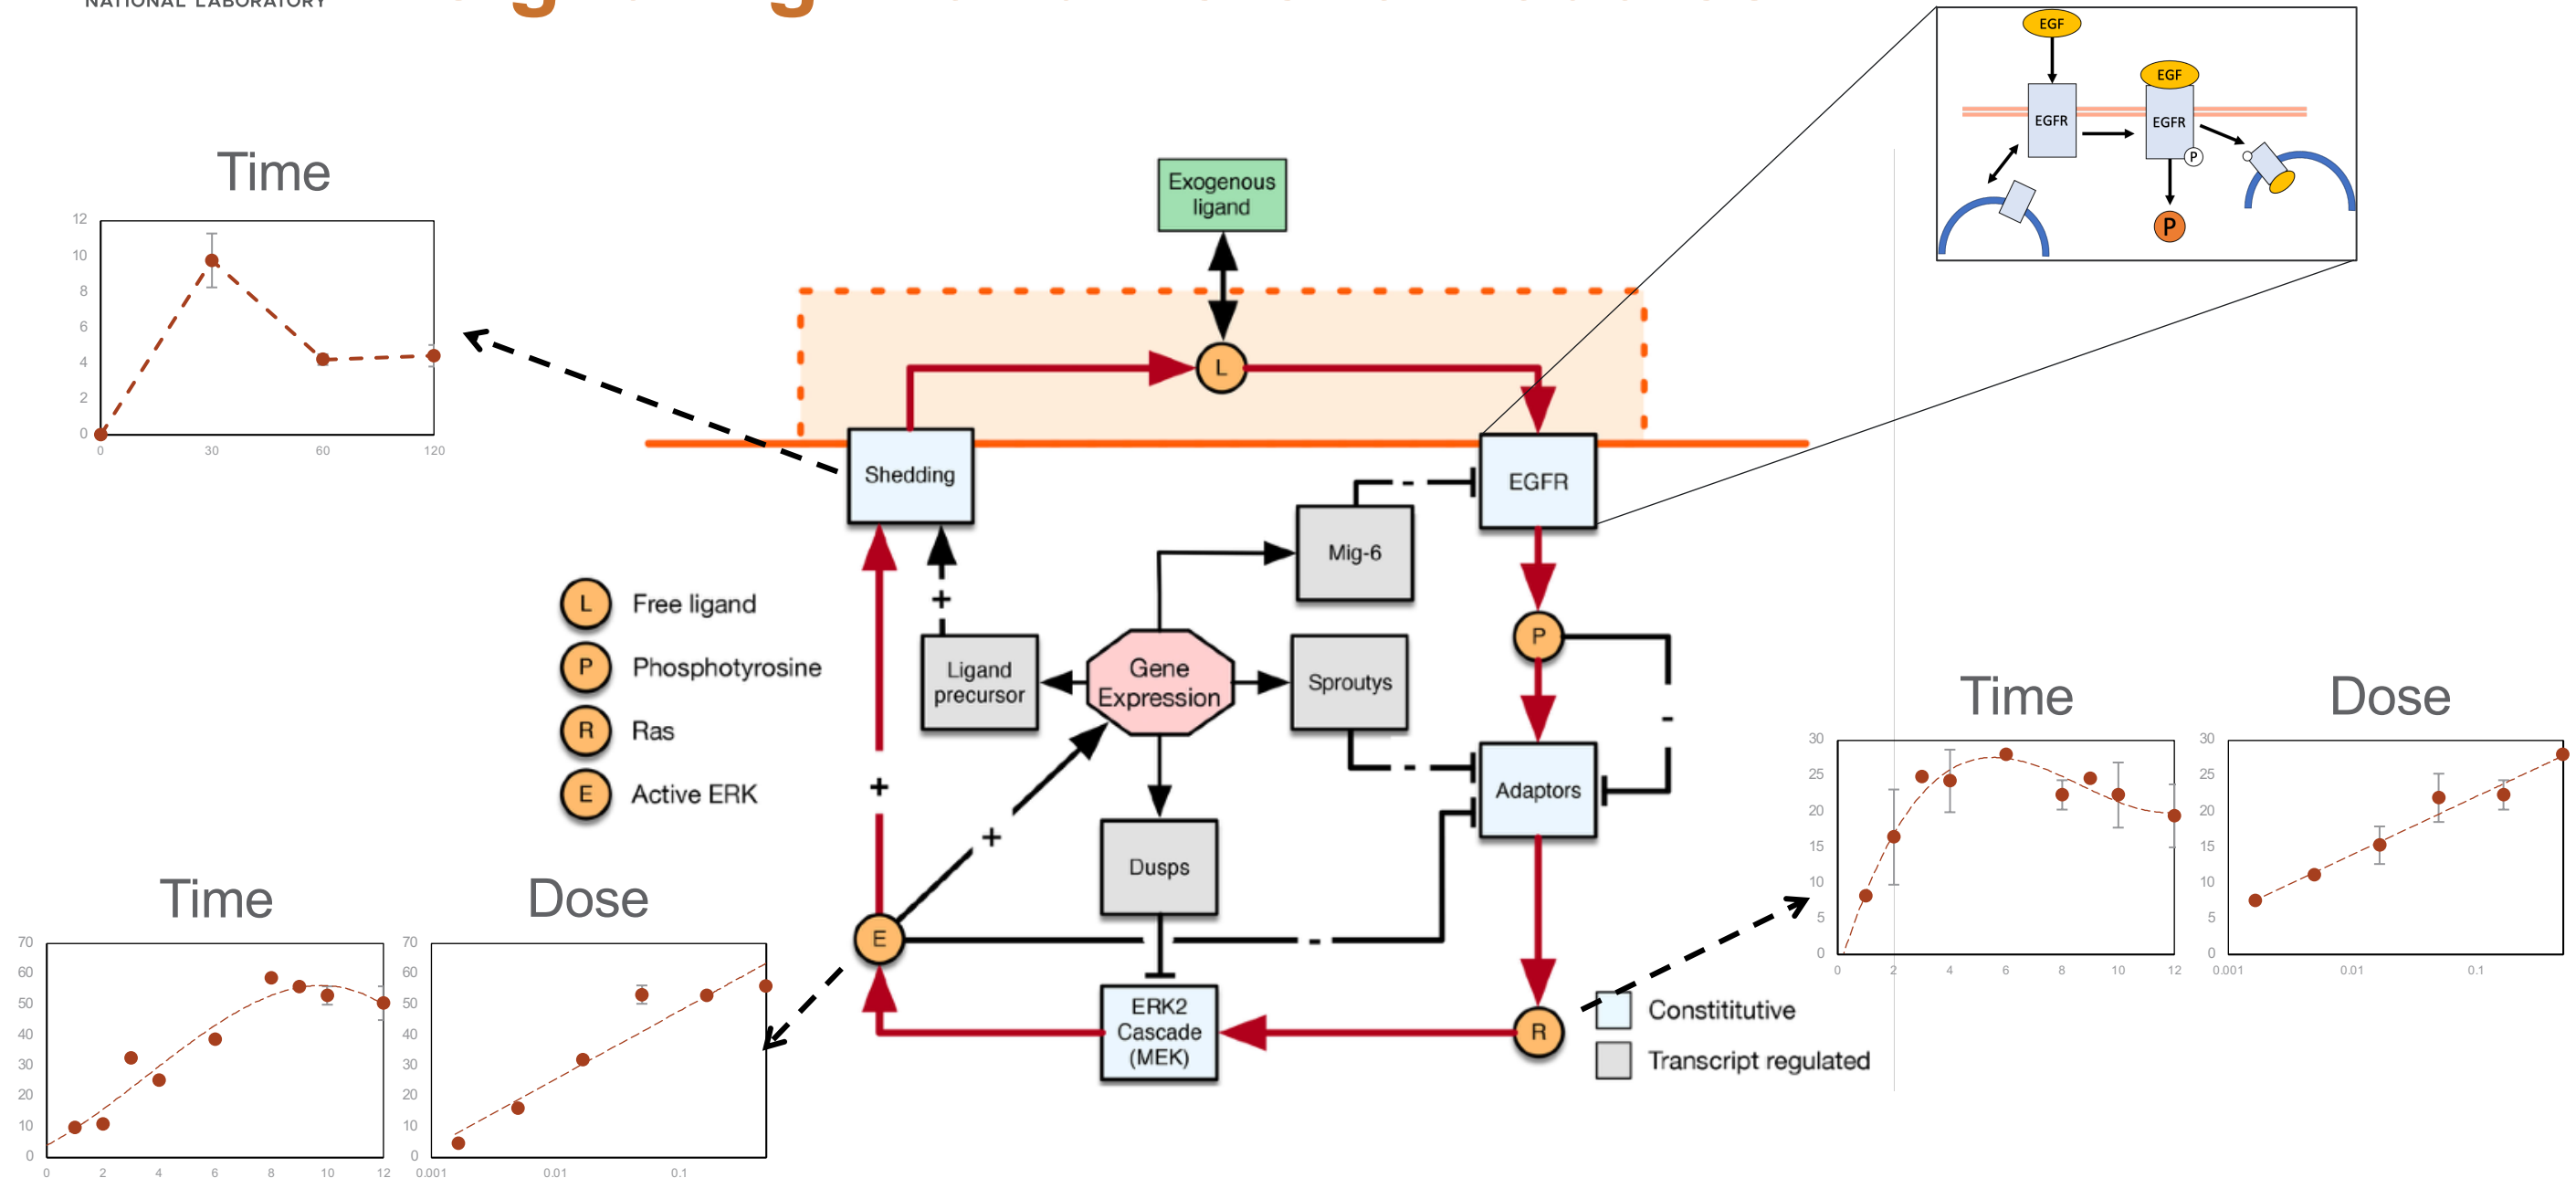 NATIONAL LABORATORY
EGF
EGF
EGFR
EGFR
P
P
Time
12
10
8
6
4
2
0
0 30 60 120
Exogenous
ligand
L
Shedding
EGFR
-
Mig-6
+
L Free ligand
P Phosphotyrosine
R Ras
E Active ERK
Ligand
precursor
Gene
Expression
Sproutys
P
-
-
Adaptors
+
+
Dusps
E
-
ERK2
Cascade
(MEK)
R
Constititutive
Transcript regulated
Time
70
60
50
40
30
20
10
0
0 2 4 6 8 10 12
Dose
70
60
50
40
30
20
10
0
0.001 0.01 0.1
Time
30
25
20
15
10
5
0
0 2 4 6 8 10 12
Dose
30
25
20
15
10
5
0
0.001 0.01 0.1